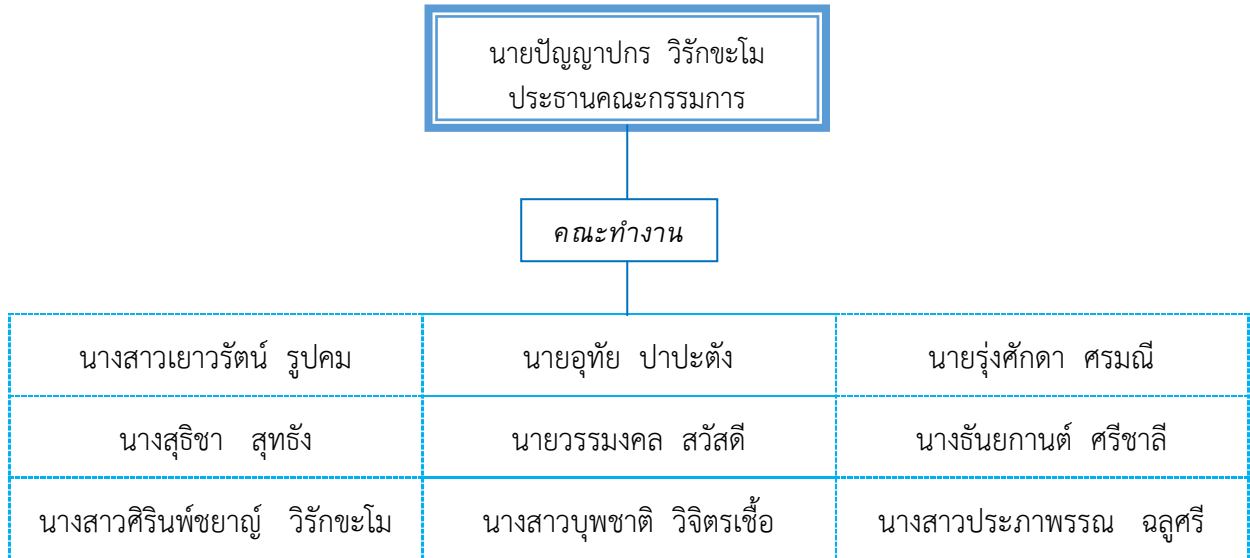 นายปัญญาปกร วิรักขะโม
ประธานคณะกรรมการ
คณะทำงาน
นางสาวเยาวรัตน์ รูปคม
นายอุทัย ปาปะตัง
นายรุ่งศักดา ศรมณี
นางสุธิชา สุทธัง
นายวรรมงคล สวัสดี
นางธันยกานต์ ศรีชาลี
นางสาวศิรินพ์ชยาญ์ วิรักขะโม
นางสาวบุพชาติ วิจิตรเชื้อ
นางสาวประภาพรรณ ฉลูศรี